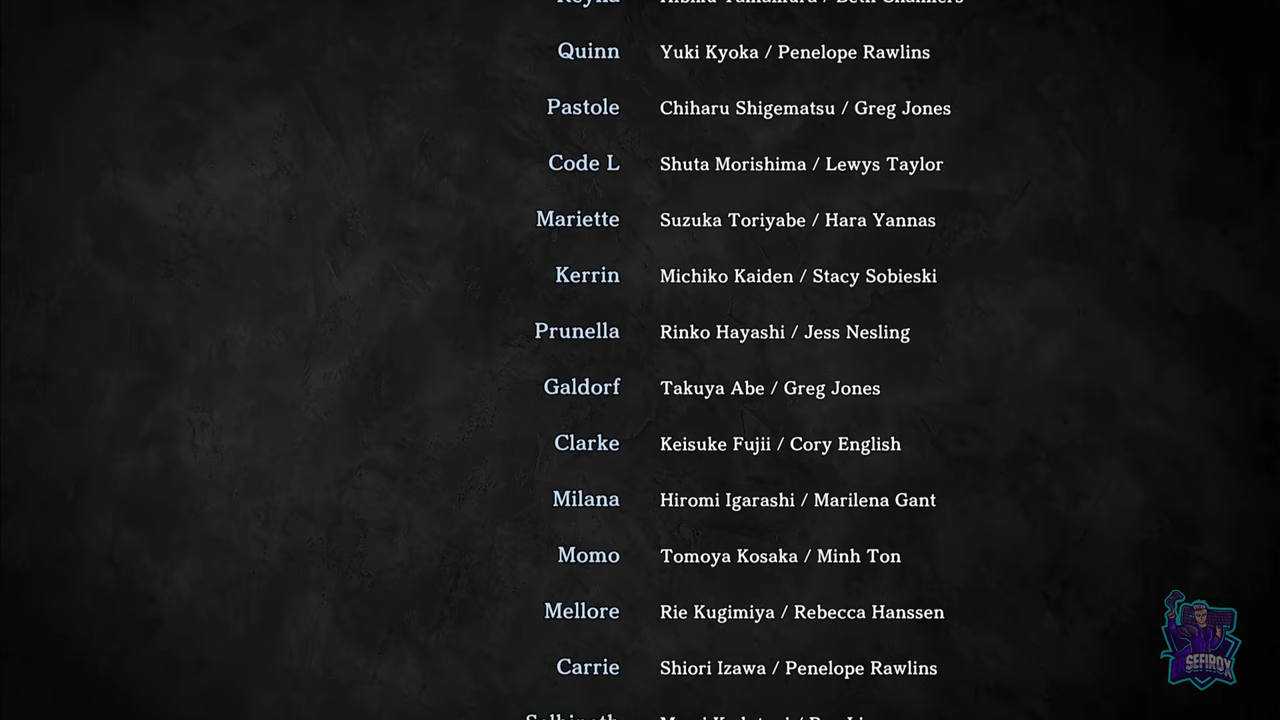 Quinn Yuki Kyoka / Penelope Rawlins
Pastole Chiharu Shigematsu / Greg Jones
Code L Shuta Morishima / Lewys Taylor
Mariette Suzuka Toriyabe / Hara Yannas
Kerrin Michiko Kaiden / Stacy Sobieski
Prunella Rinko Hayashi / Jess Nesling
Galdorf Takuya Abe / Greg Jones
Clarke Keisuke Fujii / Cory English
Milana Hiromi Igarashi / Marilena Gant
Momo Tomoya Kosaka / Minh Ton
Mellore Rie Kugimiya / Rebecca Hanssen
Carrie Shiori Izawa / Penelope Rawlins
SEFIROX